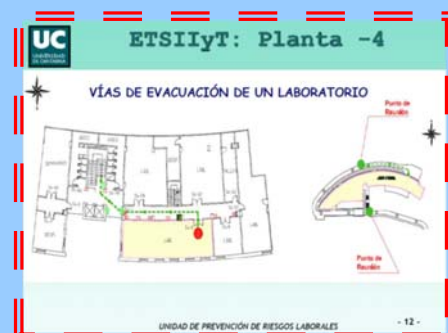 UC
Universidad
DE CANTABRIA
ETSIIyT: Planta -4
VÍAS DE EVACUACIÓN DE UN LABORATORIO
Punto de
Reunión
Punto de
Reunión
UNIDAD DE PREVENCIÓN DE RIESGOS LABORALES
- 12 -